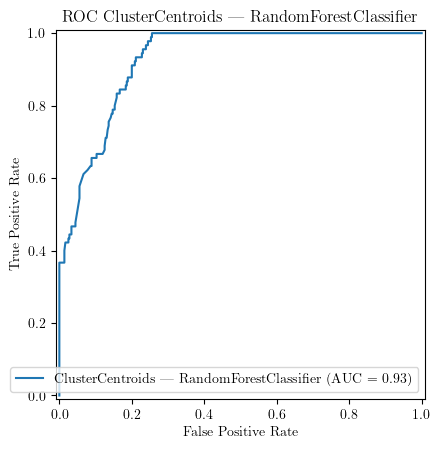 ROC ClusterCentroids — RandomForestClassifier
True Positive Rate
1.0
0.8
0.6
0.4
0.2
0.0
ClusterCentroids — RandomForestClassifier (AUC = 0.93)
0.0 0.2 0.4 0.6 0.8 1.0
False Positive Rate